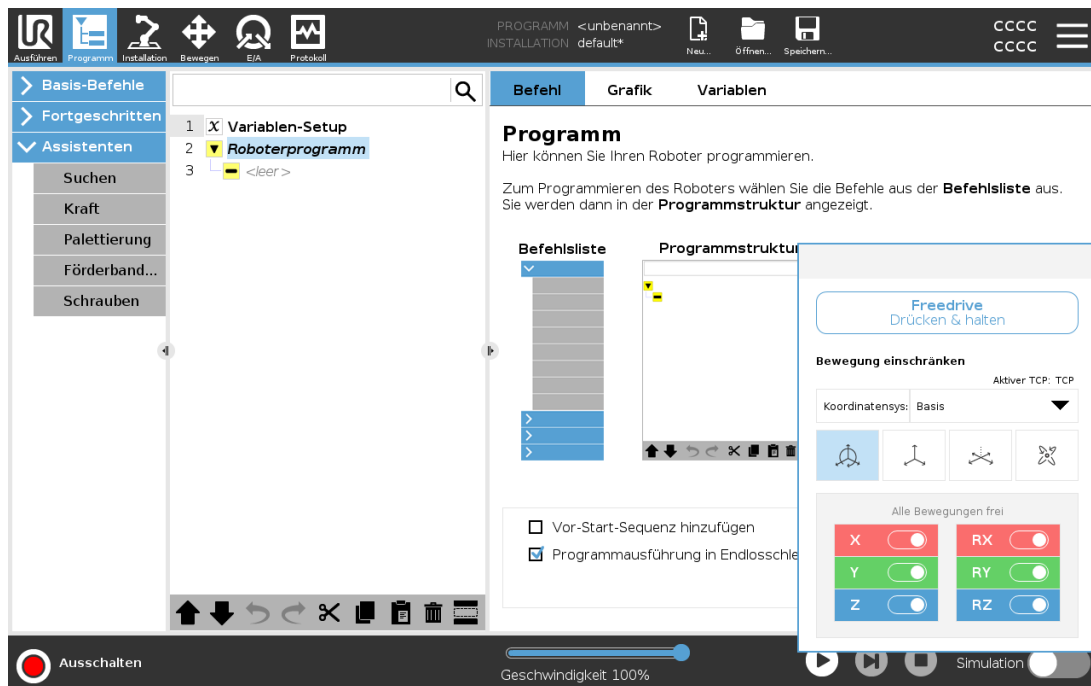 PROGRAMM <unbenannt>
INSTALLATION default*
CCCC
CCCC
Ausführen
Programm
Installation
Bewegen
E/A
Protokoll
Neu...
Öffnen...
Speichern...
Basis-Befehle
Fortgeschritten
Assistenten
Suchen
Kraft
Palettierung
Förderband...
Schrauben
1 X Variablen-Setup
2 Roboterprogramm
3 <leer>
Befehl
Grafik
Variablen
Programm
Hier können Sie Ihren Roboter programmieren.
Zum Programmieren des Roboters wählen Sie die Befehle aus der Befehlsliste aus.
Sie werden dann in der Programmstruktur angezeigt.
Befehlsliste
Programmstruktur
Vor-Start-Sequenz hinzufügen
Programmausführung in Endlosschle
Freedrive
Drücken & halten
Bewegung einschränken
Aktiver TCP: TCP
Koordinatensys: Basis
Alle Bewegungen frei
X
RX
Y
RY
Z
RZ
Ausschalten
Geschwindigkeit 100%
Simulation